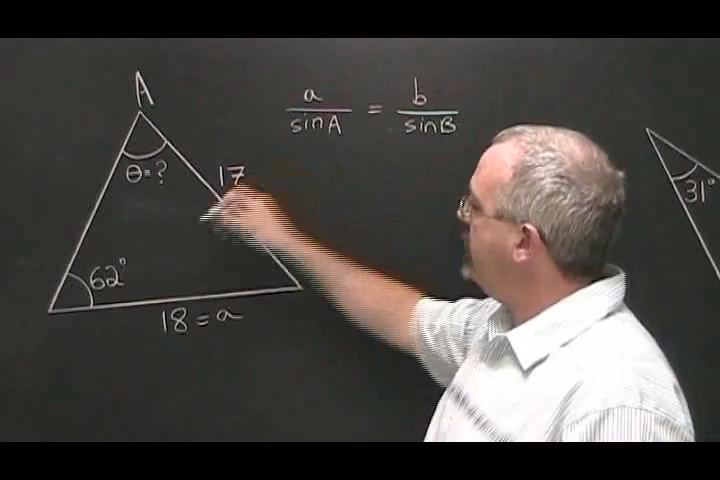 A
a/sinA = b/sinB
θ=?
17
31°
62°
18=a